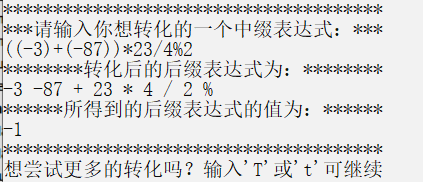 ****************************************
***请输入你想转化的一个中缀表达式：***
((-3)+(-87))*23/4%2
********转化后的后缀表达式为：********
-3 -87 + 23 * 4 / 2 %
******所得到的后缀表达式的值为：******
-1
****************************************
想尝试更多的转化吗？输入'T'或't'可继续